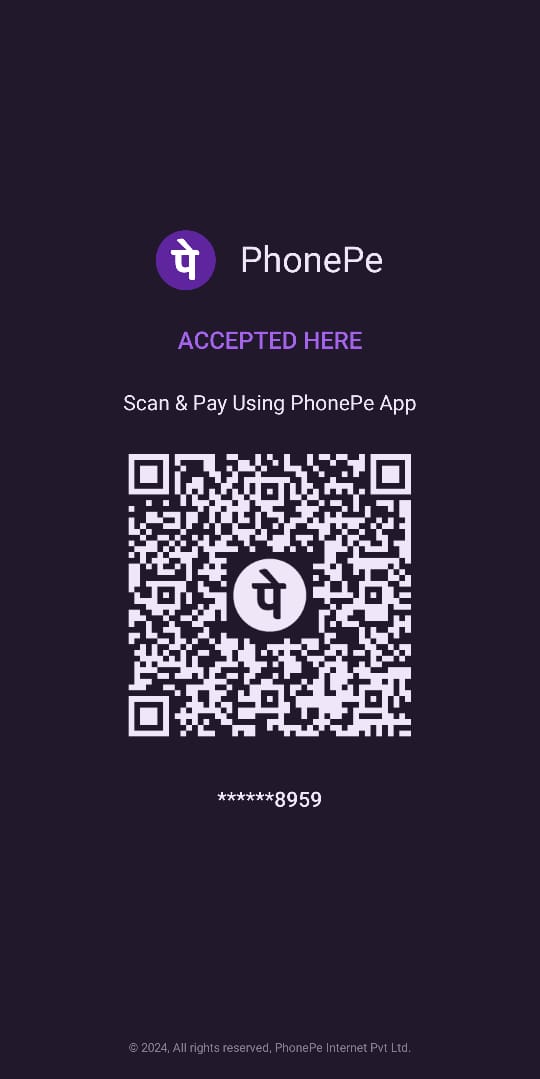 पे PhonePe
ACCEPTED HERE
Scan & Pay Using PhonePe App
पे
******8959
© 2024, All rights reserved, PhonePe Internet Pvt Ltd.